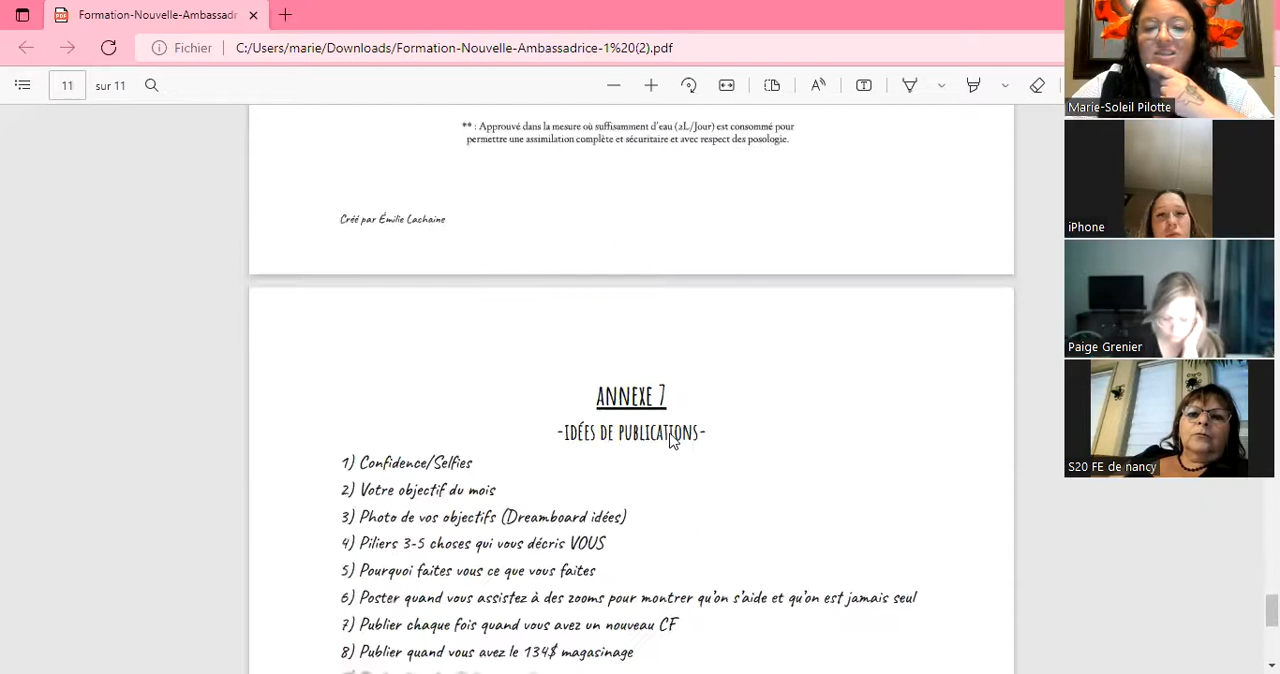 Formation-Nouvelle-Ambassadr
Fichier
C:/Users/marie/Downloads/Formation-Nouvelle-Ambassadrice-1%20(2).pdf
11 sur 11
** : Approuvé dans la mesure où suffisamment d'eau (2L/Jour) est consommé pour
permettre une assimilation complète et sécuritaire et avec respect des posologie.
Créé par Émilie Lachaine
ANNEXE 7
-IDÉES DE PUBLICATIONS-
1) Confidence/Selfies
2) Votre objectif du mois
3) Photo de vos objectifs (Dreamboard idées)
4) Piliers 3-5 choses qui vous décris VOUS
5) Pourquoi faites vous ce que vous faites
6) Poster quand vous assistez à des zooms pour montrer qu'on s'aide et qu'on est jamais seul
7) Publier chaque fois quand vous avez un nouveau CF
8) Publier quand vous avez le 134$ magasinage
Marie-Soleil Pilotte
iPhone
Paige Grenier
S20 FE de nancy